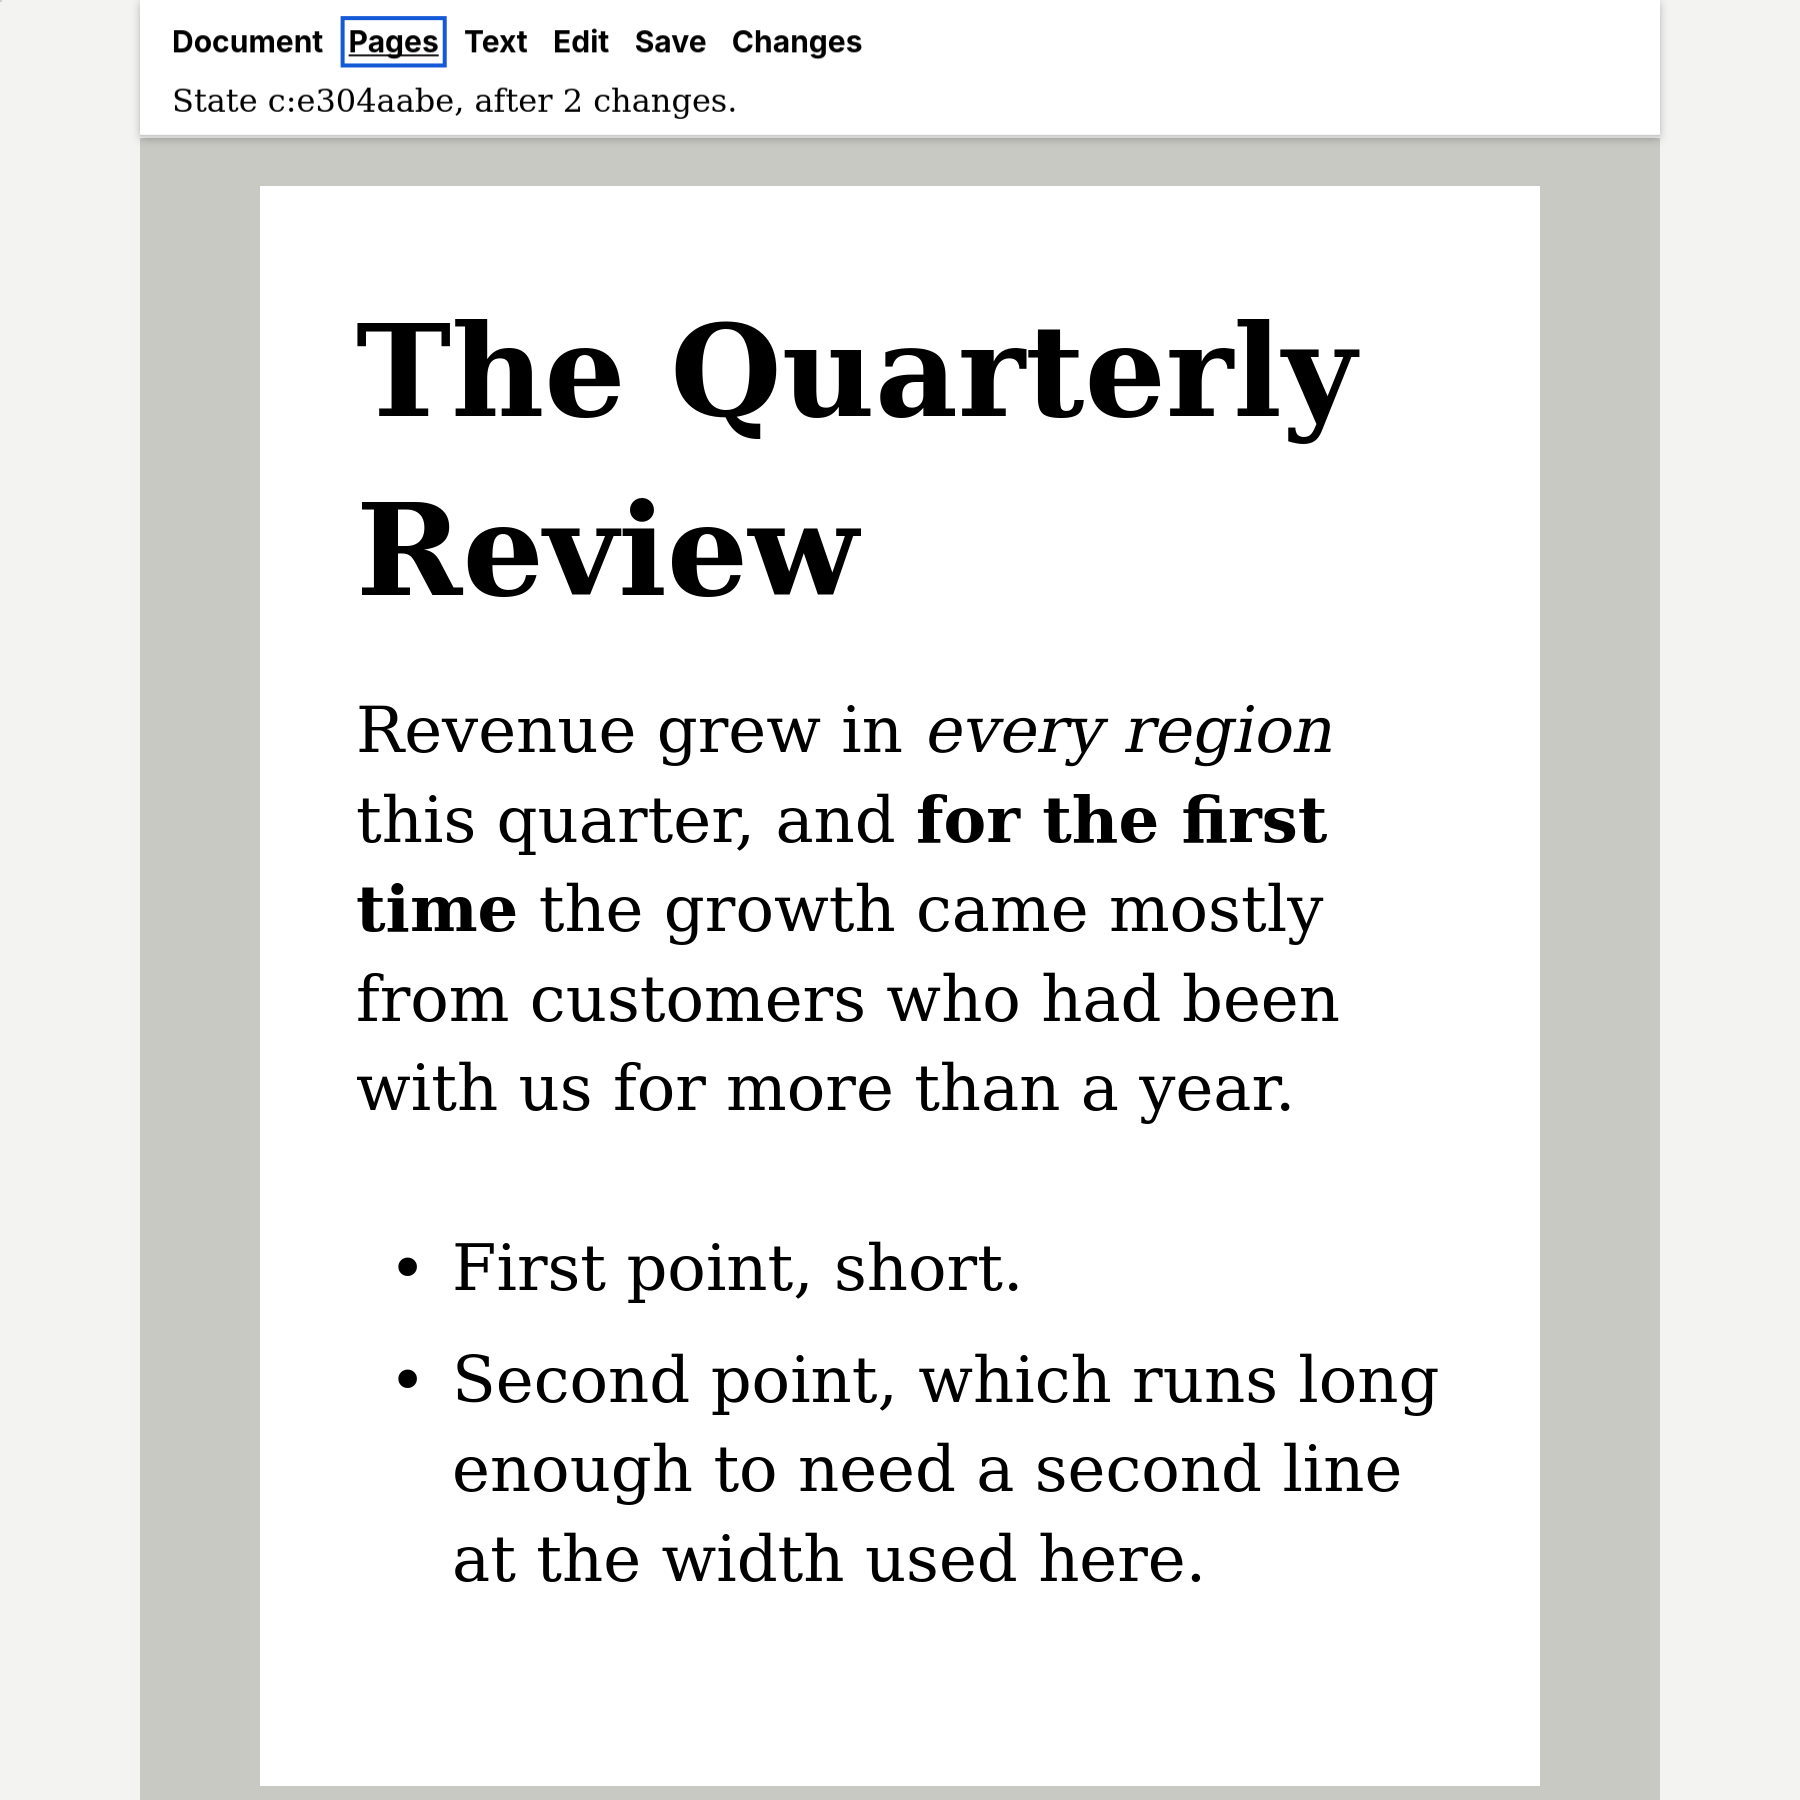 Document Pages Text Edit Save Changes
State c:e304aabe, after 2 changes.
The Quarterly
Review
Revenue grew in every region
this quarter, and for the first
time the growth came mostly
from customers who had been
with us for more than a year.
• First point, short.
• Second point, which runs long
enough to need a second line
at the width used here.